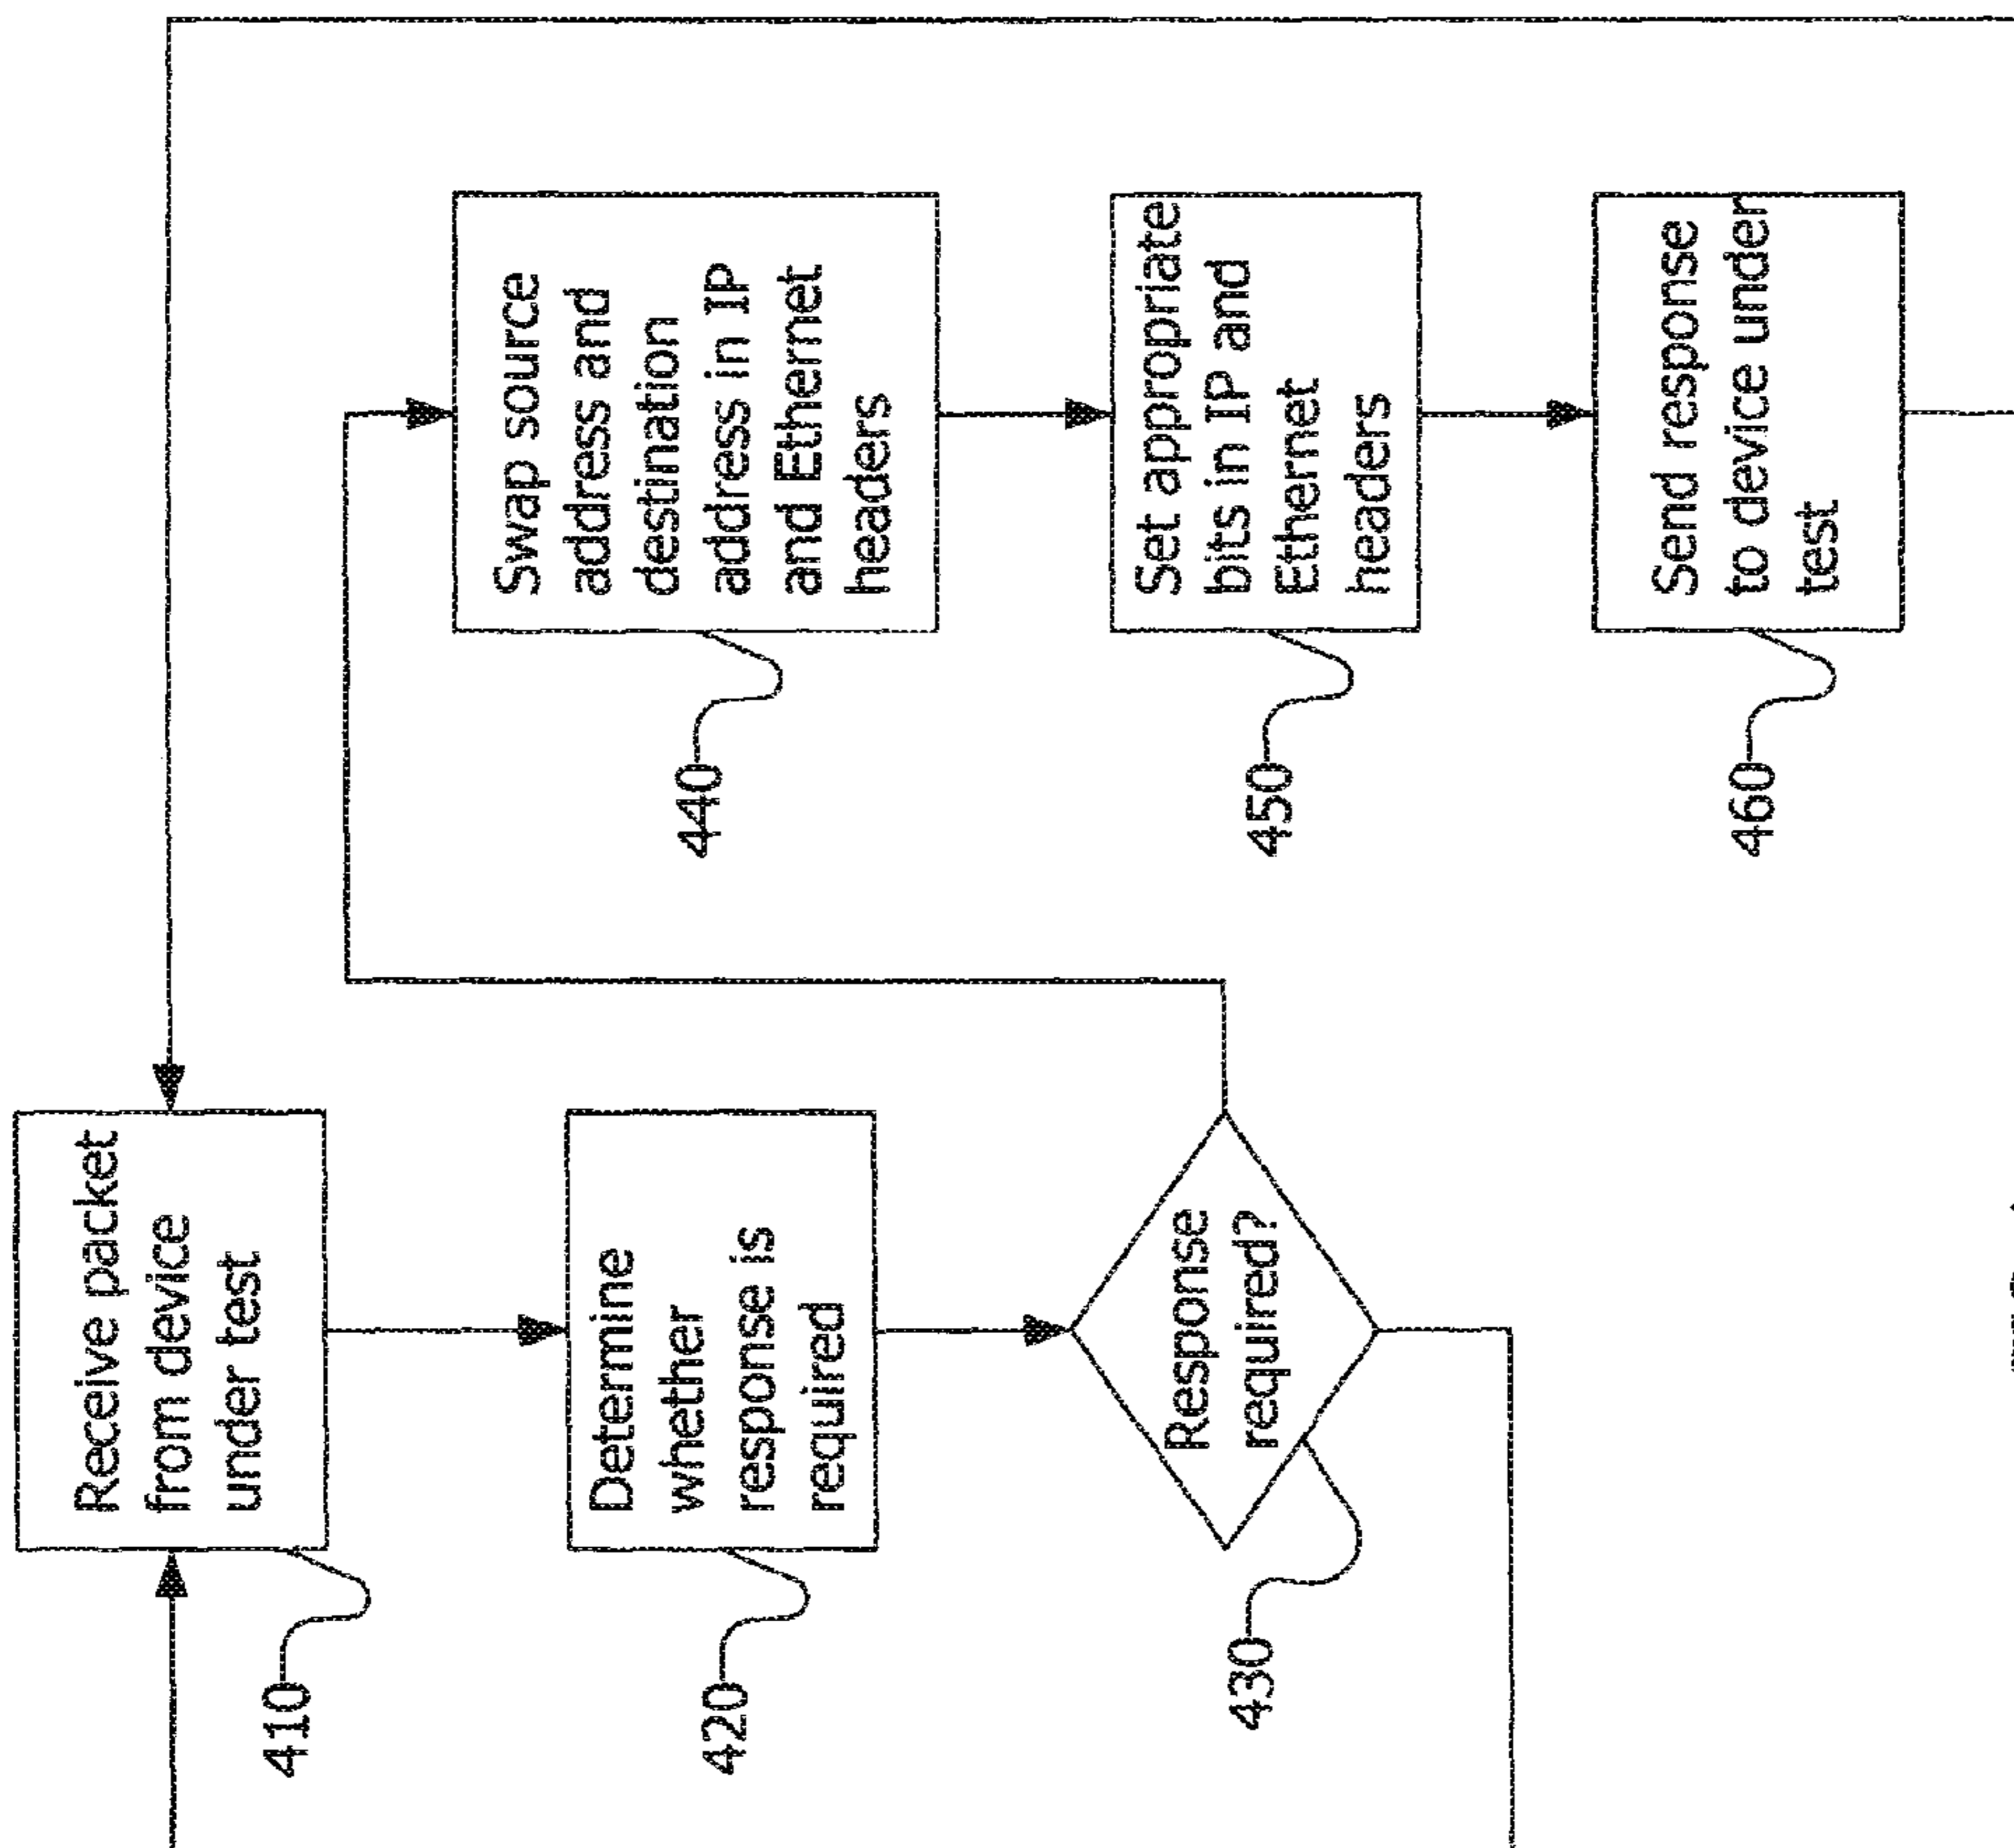 Receive packet
from device
under test
410
Determine
whether
response is
required
420
Response
required?
430
Swap source
address and
destination
address in IP
and Ethernet
headers
440
Set appropriate
bits in IP and
Ethernet
headers
450
Send response
to device under
test
460